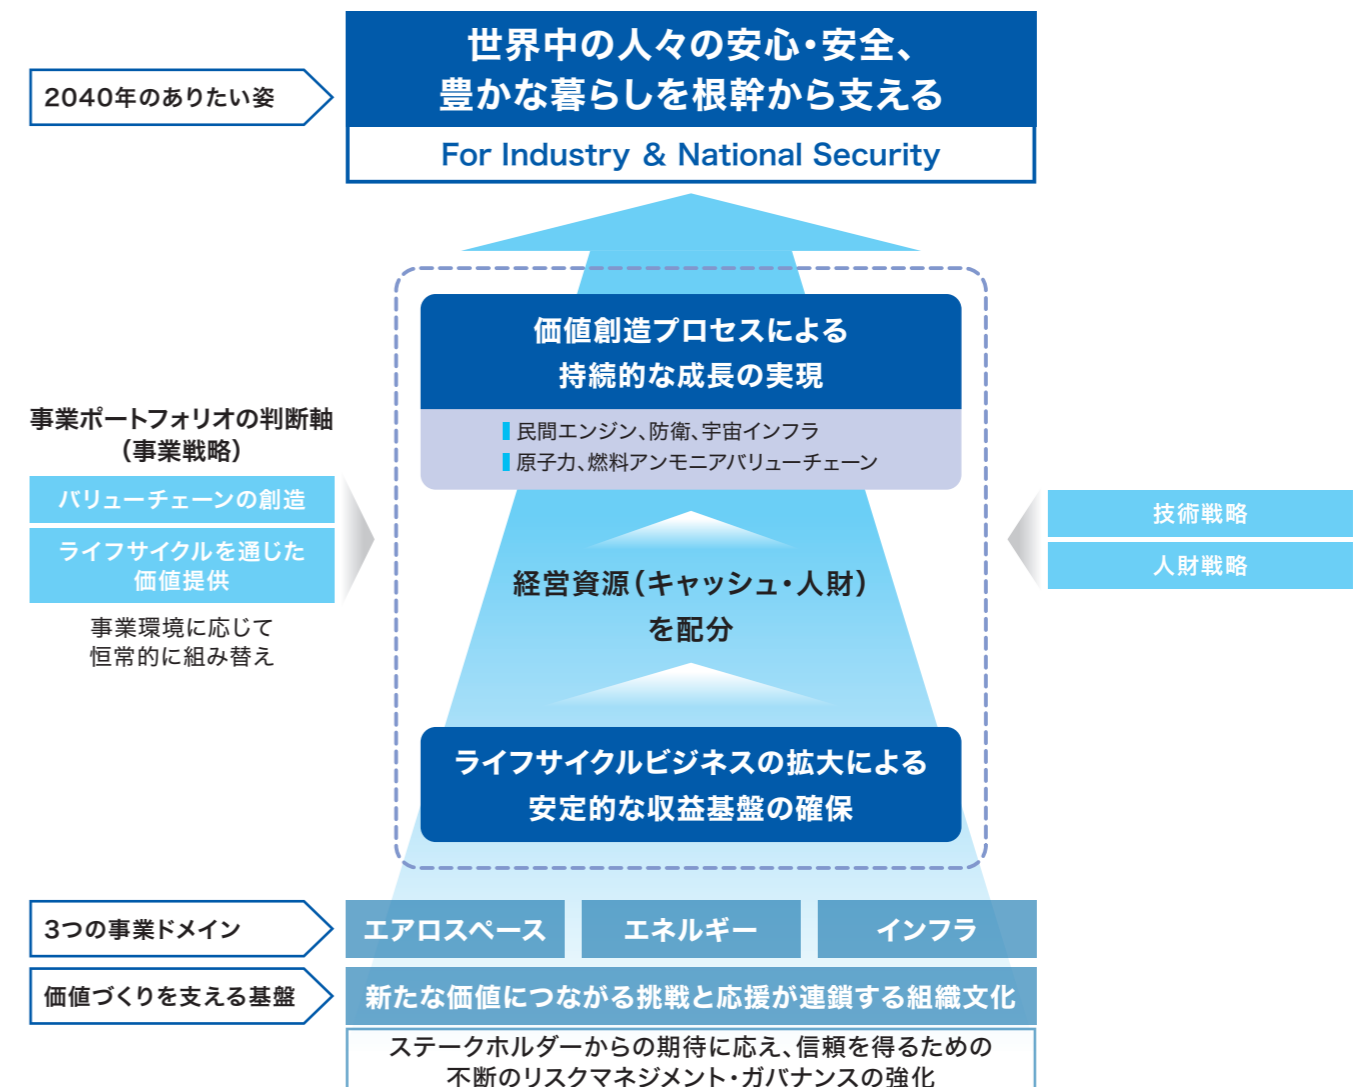 2040年のありたい姿
世界中の人々の安心・安全、
豊かな暮らしを根幹から支える
For Industry & National Security
価値創造プロセスによる
持続的な成長の実現
民間エンジン、防衛、宇宙インフラ
原子力、燃料アンモニアバリューチェーン
事業ポートフォリオの判断軸
（事業戦略）
バリューチェーンの創造
ライフサイクルを通じた
価値提供
事業環境に応じて
恒常的に組み替え
経営資源（キャッシュ・人財）
を配分
技術戦略
人財戦略
ライフサイクルビジネスの拡大による
安定的な収益基盤の確保
3つの事業ドメイン
エアロスペース
エネルギー
インフラ
価値づくりを支える基盤
新たな価値につながる挑戦と応援が連鎖する組織文化
ステークホルダーからの期待に応え、信頼を得るための
不断のリスクマネジメント・ガバナンスの強化